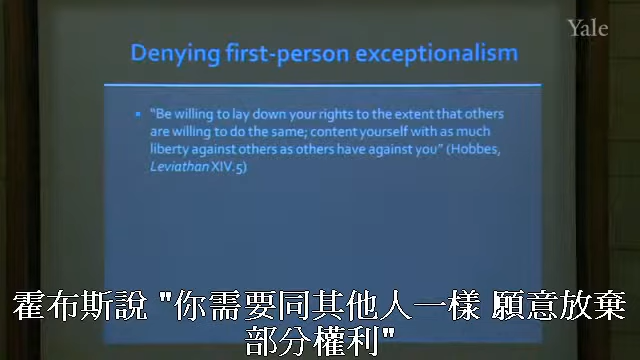 Yale
Denying first-person exceptionalism
"Be willing to lay down your rights to the extent that others
are willing to do the same; content yourself with as much
liberty against others as others have against you" (Hobbes,
Leviathan XIV.5)
霍布斯說 "你需要同其他人一樣 願意放棄
部分權利"